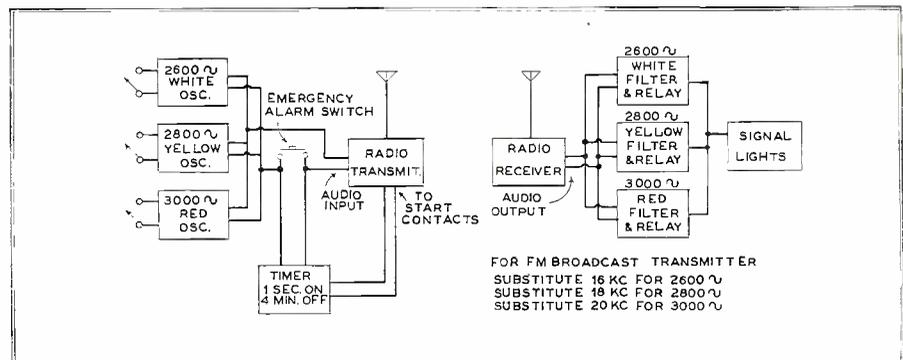 2600 ~
WHITE
OSC.
2800 ~
YELLOW
OSC.
3000 ~
RED
OSC.
EMERGENCY
ALARM SWITCH
RADIO
TRANSMIT.
AUDIO
INPUT
TO
START
CONTACTS
TIMER
1 SEC. ON
4 MIN. OFF
RADIO
RECEIVER
AUDIO
OUTPUT
2600 ~
WHITE
FILTER
& RELAY
2800 ~
YELLOW
FILTER
& RELAY
3000 ~
RED
FILTER
& RELAY
SIGNAL
LIGHTS
FOR FM BROADCAST TRANSMITTER
SUBSTITUTE 16 KC FOR 2600 ~
SUBSTITUTE 18 KC FOR 2800 ~
SUBSTITUTE 20 KC FOR 3000 ~